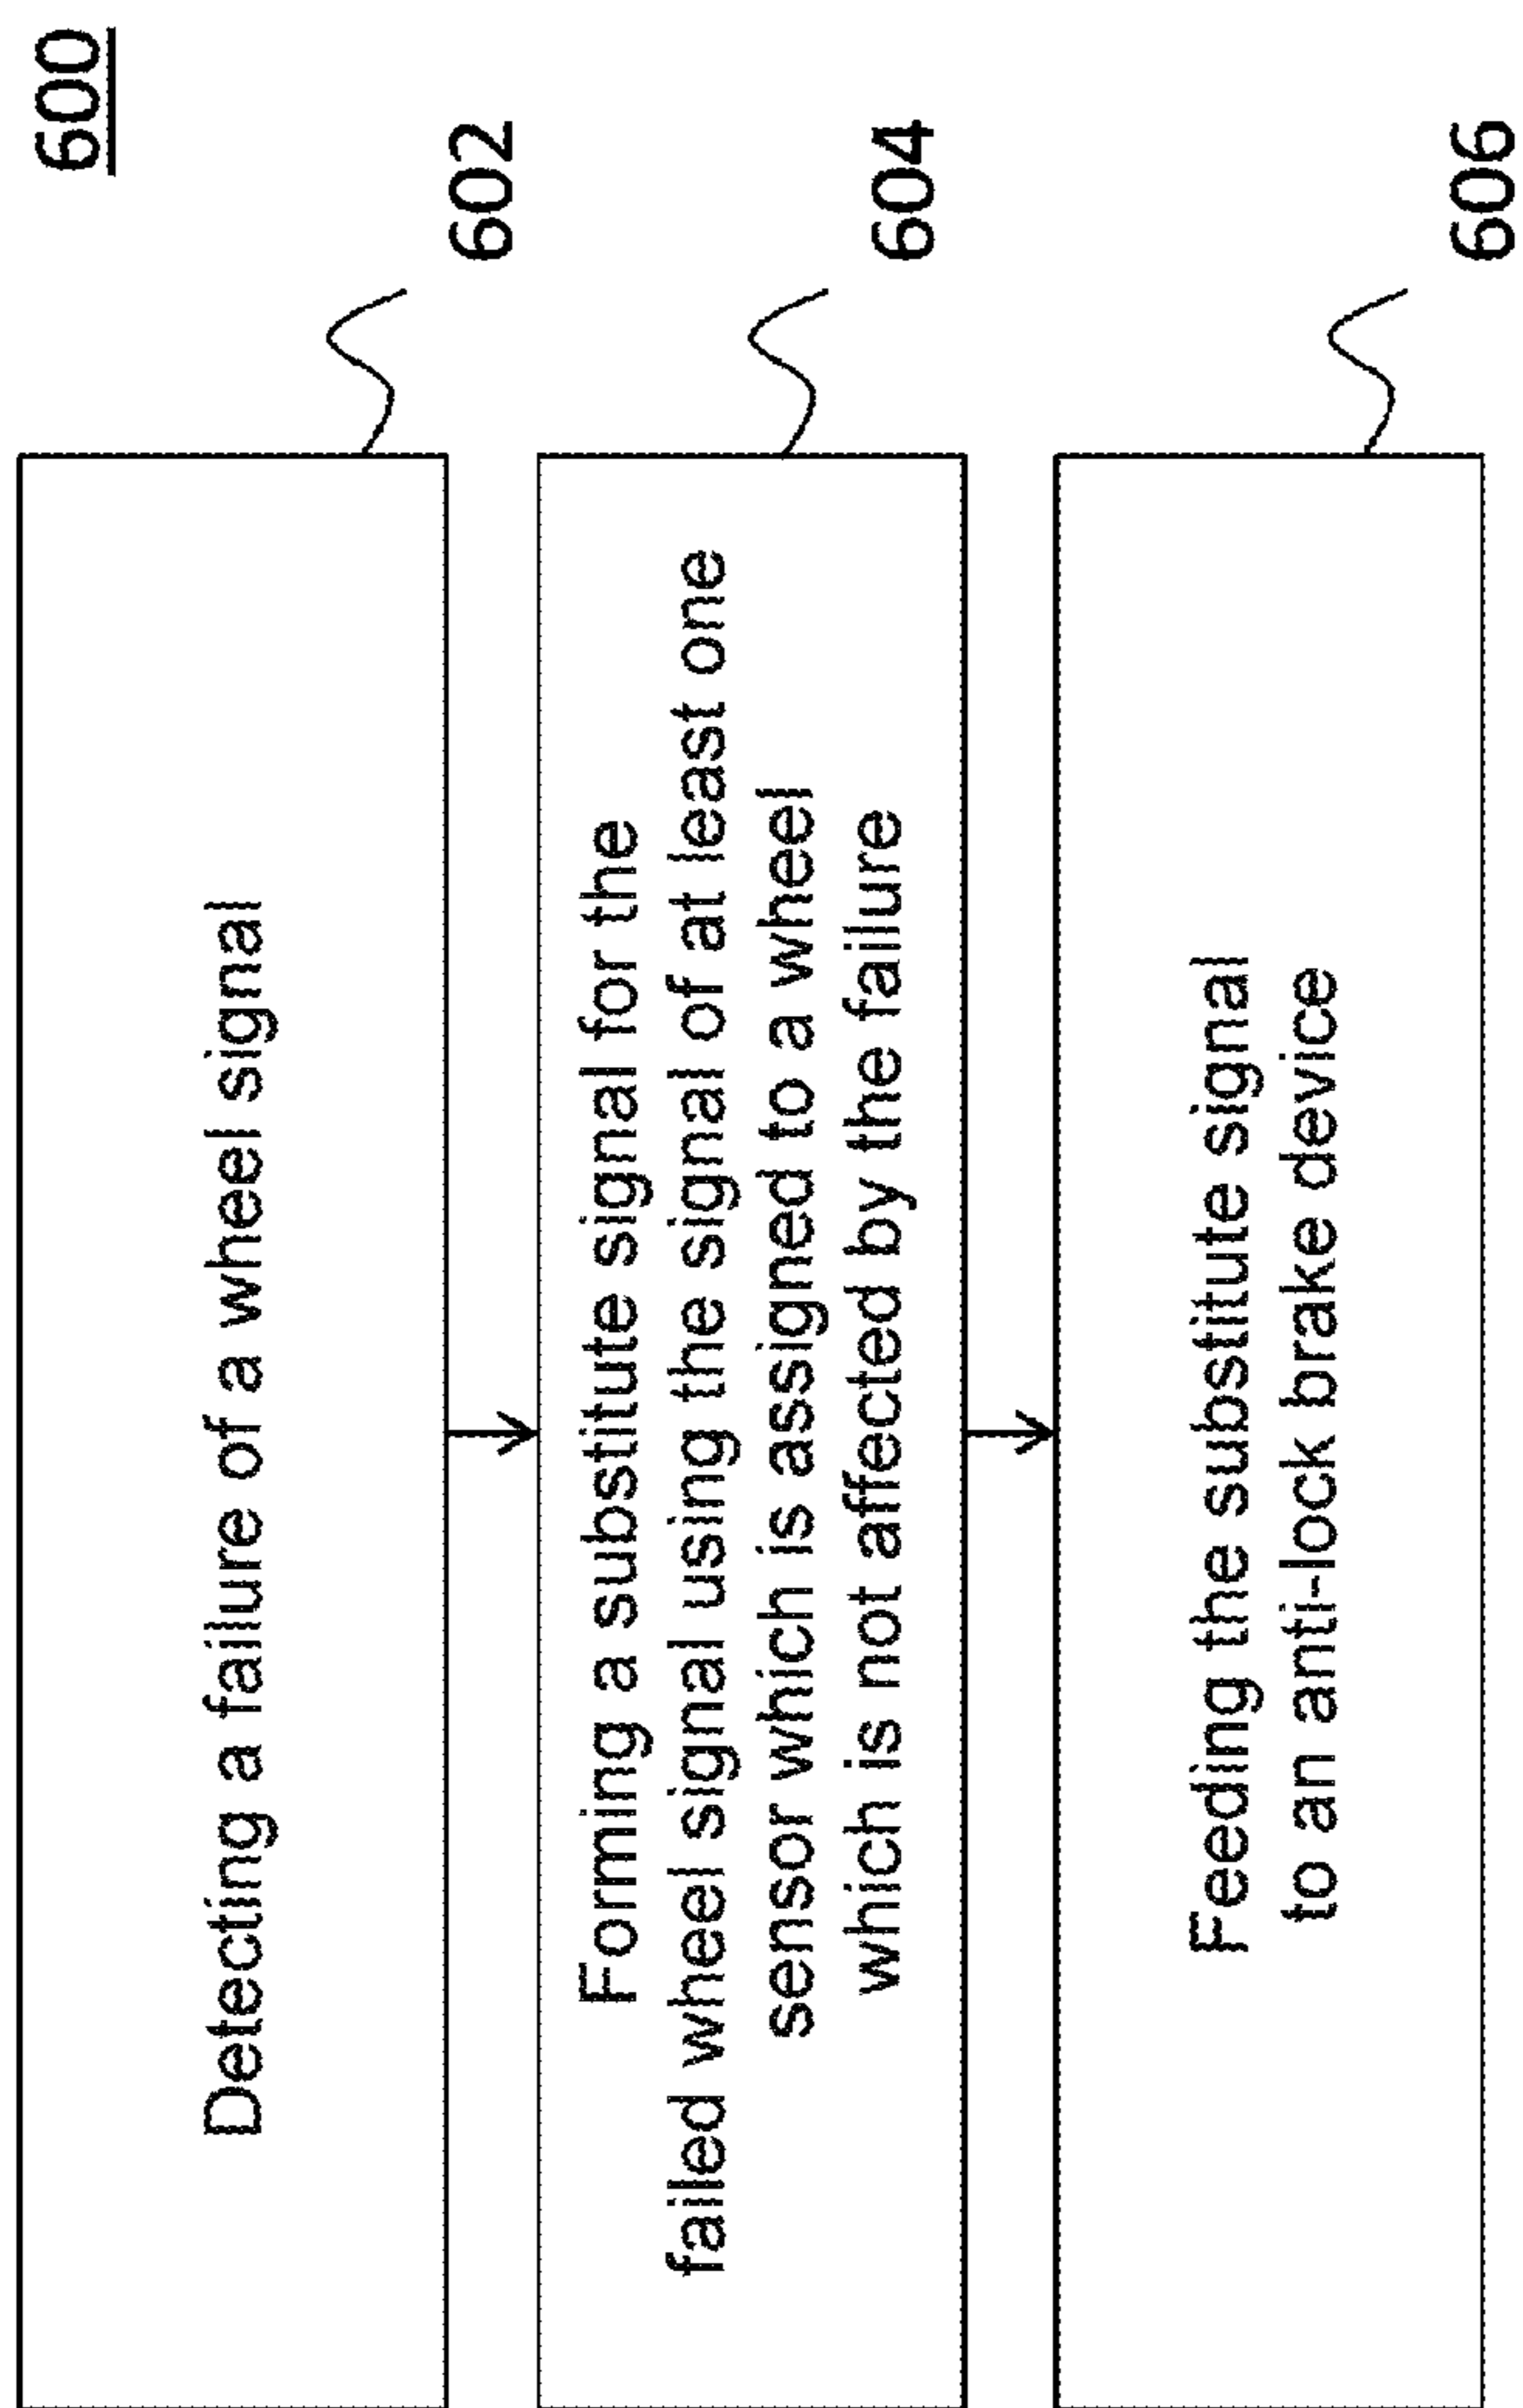 600
Detecting a failure of a wheel signal
602
Forming a substitute signal for the
failed wheel signal using the signal of at least one
sensor which is assigned to a wheel
which is not affected by the failure
604
Feeding the substitute signal
to an anti-lock brake device
606